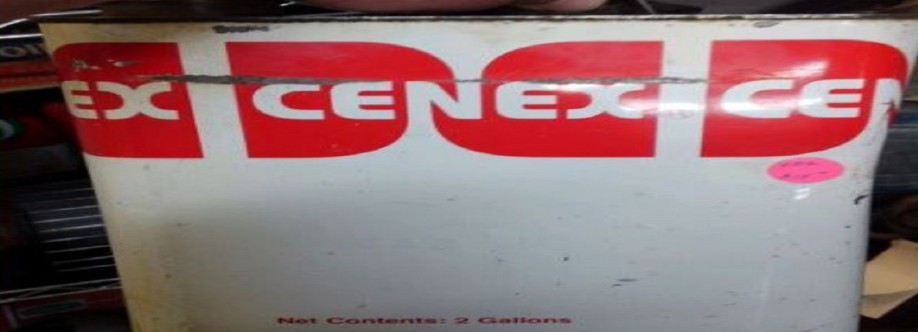 EX CENEX CEN
Net Contents: 2 Gallons